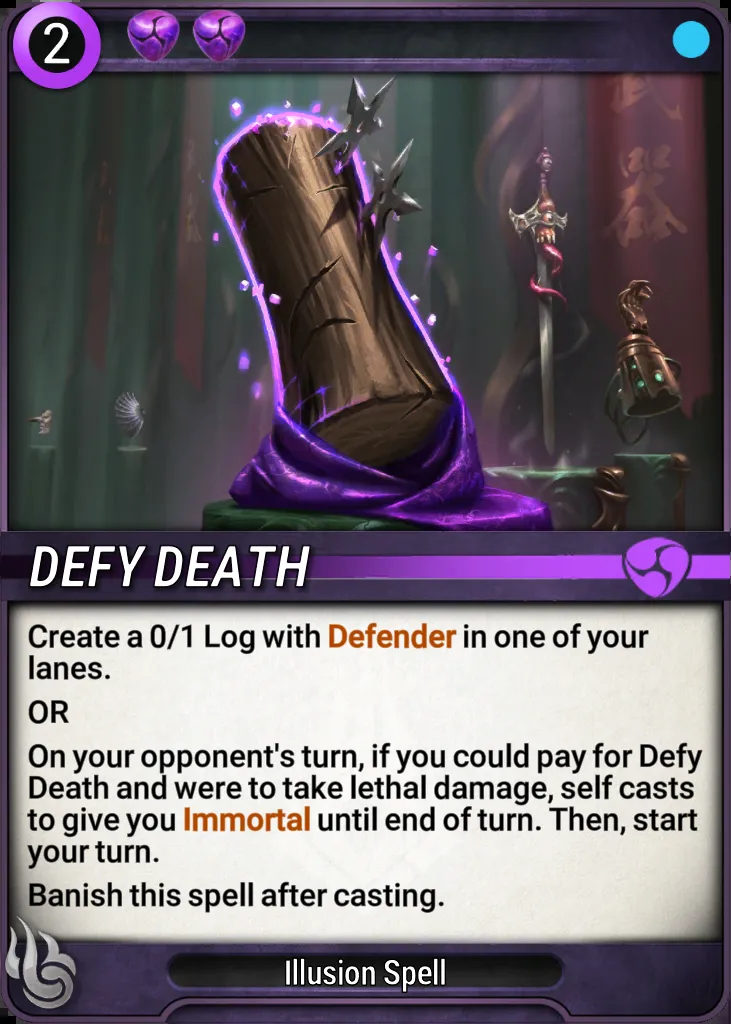 2
武
器
DEFY DEATH
Create a 0/1 Log with Defender in one of your
lanes.
OR
On your opponent's turn, if you could pay for Defy
Death and were to take lethal damage, self casts
to give you Immortal until end of turn. Then, start
your turn.
Banish this spell after casting.
Illusion Spell